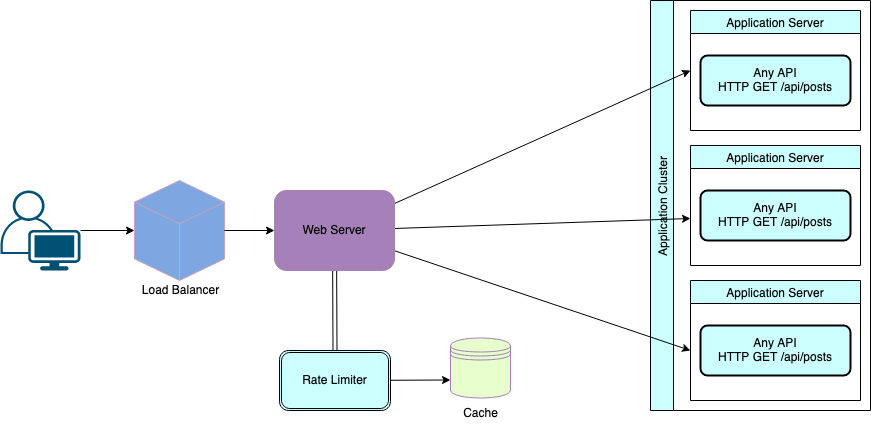 Load Balancer
Web Server
Rate Limiter
Cache
Application Cluster
Application Server
Any API
HTTP GET /api/posts
Application Server
Any API
HTTP GET /api/posts
Application Server
Any API
HTTP GET /api/posts